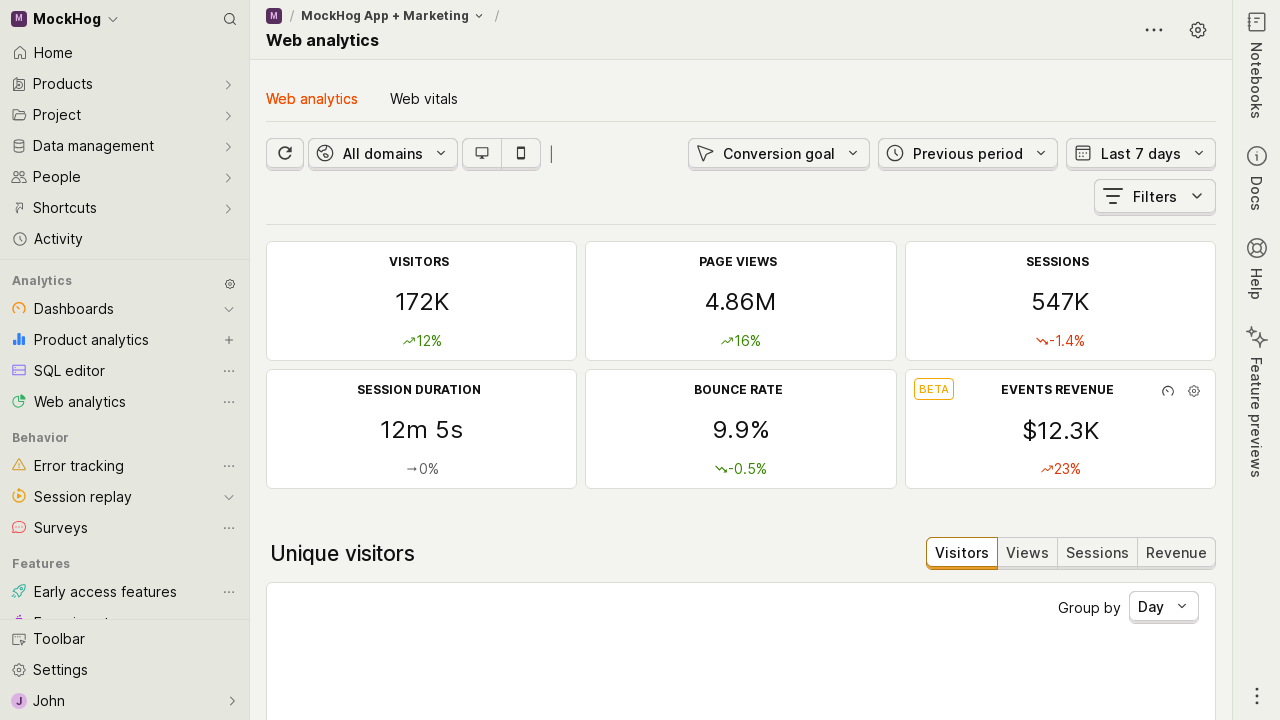 M MockHog
Home
Products
Project
Data management
People
Shortcuts
Activity
Analytics
Dashboards
Product analytics
SQL editor
Web analytics
Behavior
Error tracking
Session replay
Surveys
Features
Early access features
Toolbar
Settings
J John
M / MockHog App + Marketing /
Web analytics
Web analytics Web vitals
All domains
Conversion goal Previous period Last 7 days
Filters
VISITORS
172K
12%
PAGE VIEWS
4.86M
16%
SESSIONS
547K
-1.4%
SESSION DURATION
12m 5s
0%
BOUNCE RATE
9.9%
-0.5%
BETA EVENTS REVENUE
$12.3K
23%
Unique visitors
Visitors Views Sessions Revenue
Group by Day
Notebooks
Docs
Help
Feature previews